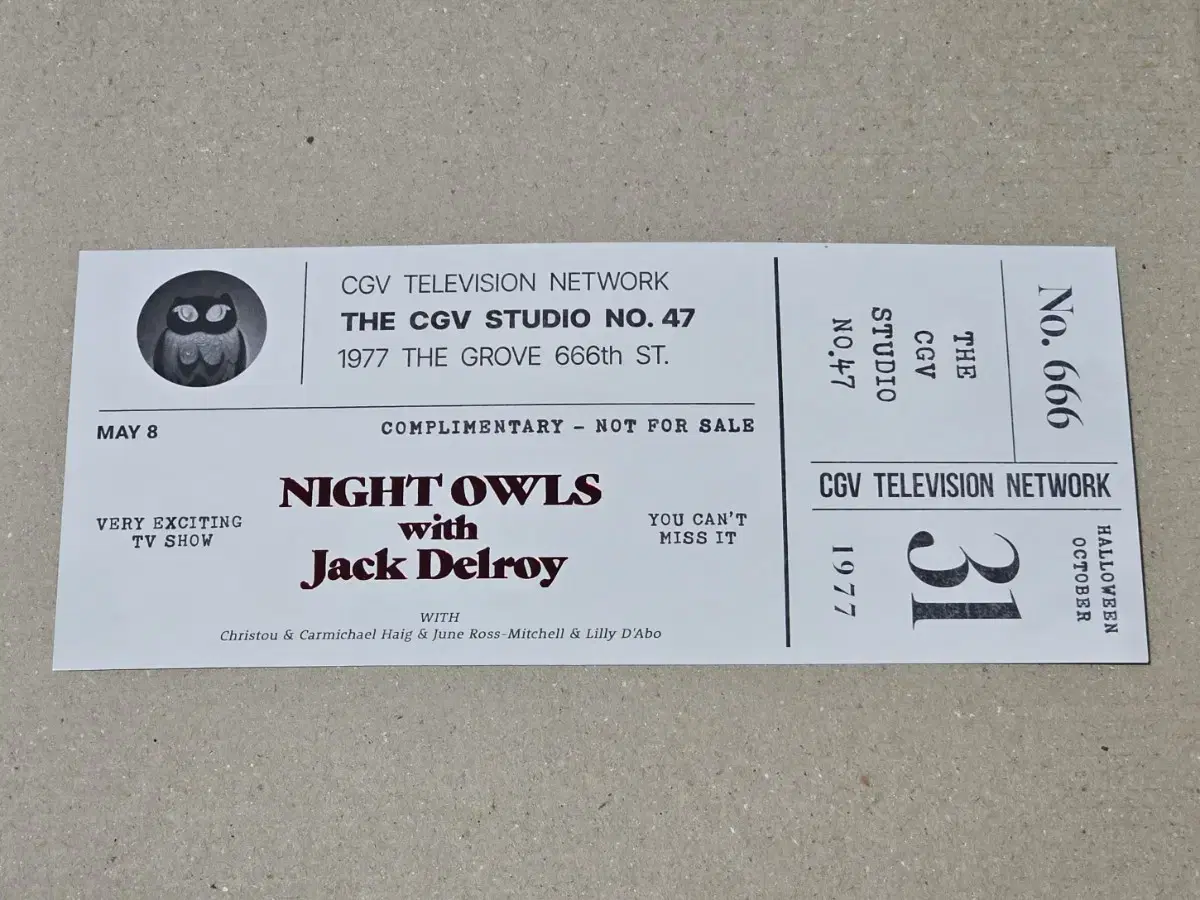 CGV TELEVISION NETWORK
THE CGV STUDIO NO. 47
1977 THE GROVE 666th ST.
MAY 8
COMPLIMENTARY - NOT FOR SALE
NIGHT OWLS
with
Jack Delroy
VERY EXCITING
TV SHOW
YOU CAN'T
MISS IT
WITH
Christou & Carmichael Haig & June Ross-Mitchell & Lilly D'Abo
No. 666
THE
CGV
STUDIO
NO.47
CGV TELEVISION NETWORK
HALLOWEEN
OCTOBER
31
1977